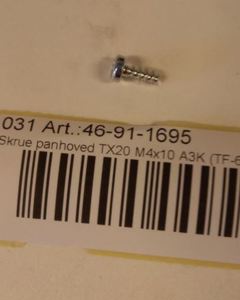 031 Art.:46-91-1695
Skrue panhoved TX20 M4x10 A3K (TF-6